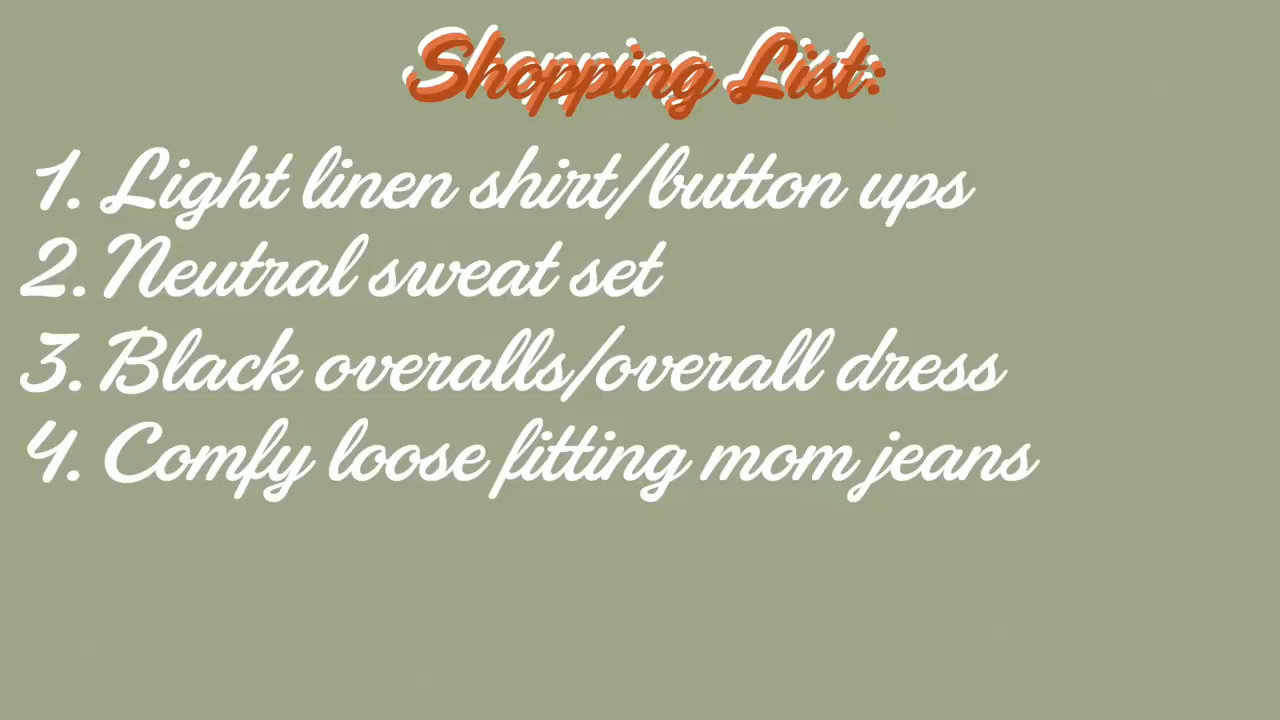 Shopping List:
1. Light linen shirt/button ups
2. Neutral sweat set
3. Black overalls/overall dress
4. Comfy loose fitting mom jeans